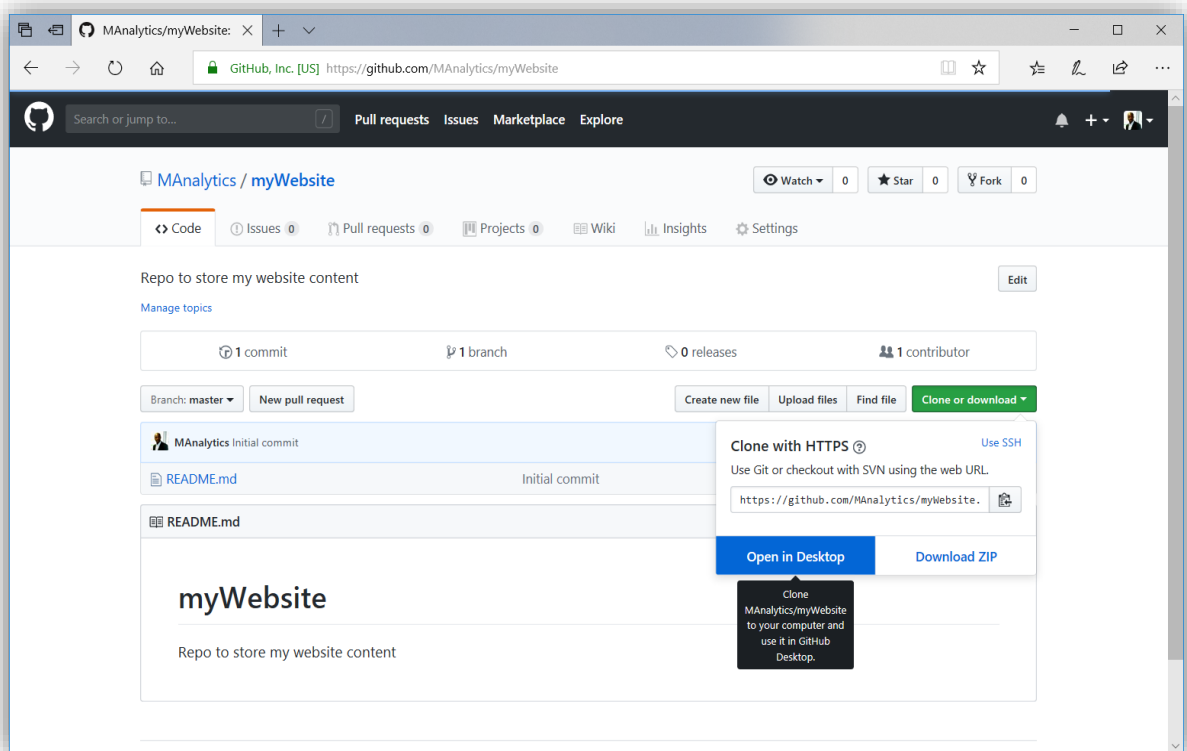 MAnalytics/myWebsite:
GitHub, Inc. [US] https://github.com/MAnalytics/myWebsite
Search or jump to... /
Pull requests Issues Marketplace Explore
MAnalytics / myWebsite
Watch 0 Star 0 Fork 0
Code Issues 0 Pull requests 0 Projects 0 Wiki Insights Settings
Repo to store my website content
Edit
Manage topics
1 commit 1 branch 0 releases 1 contributor
Branch: master New pull request Create new file Upload files Find file Clone or download
MAnalytics Initial commit
README.md Initial commit
README.md
myWebsite
Repo to store my website content
Clone with HTTPS Use SSH
Use Git or checkout with SVN using the web URL.
https://github.com/MAnalytics/myWebsite.
Open in Desktop Download ZIP
Clone
MAnalytics/myWebsite
to your computer and
use it in GitHub
Desktop.